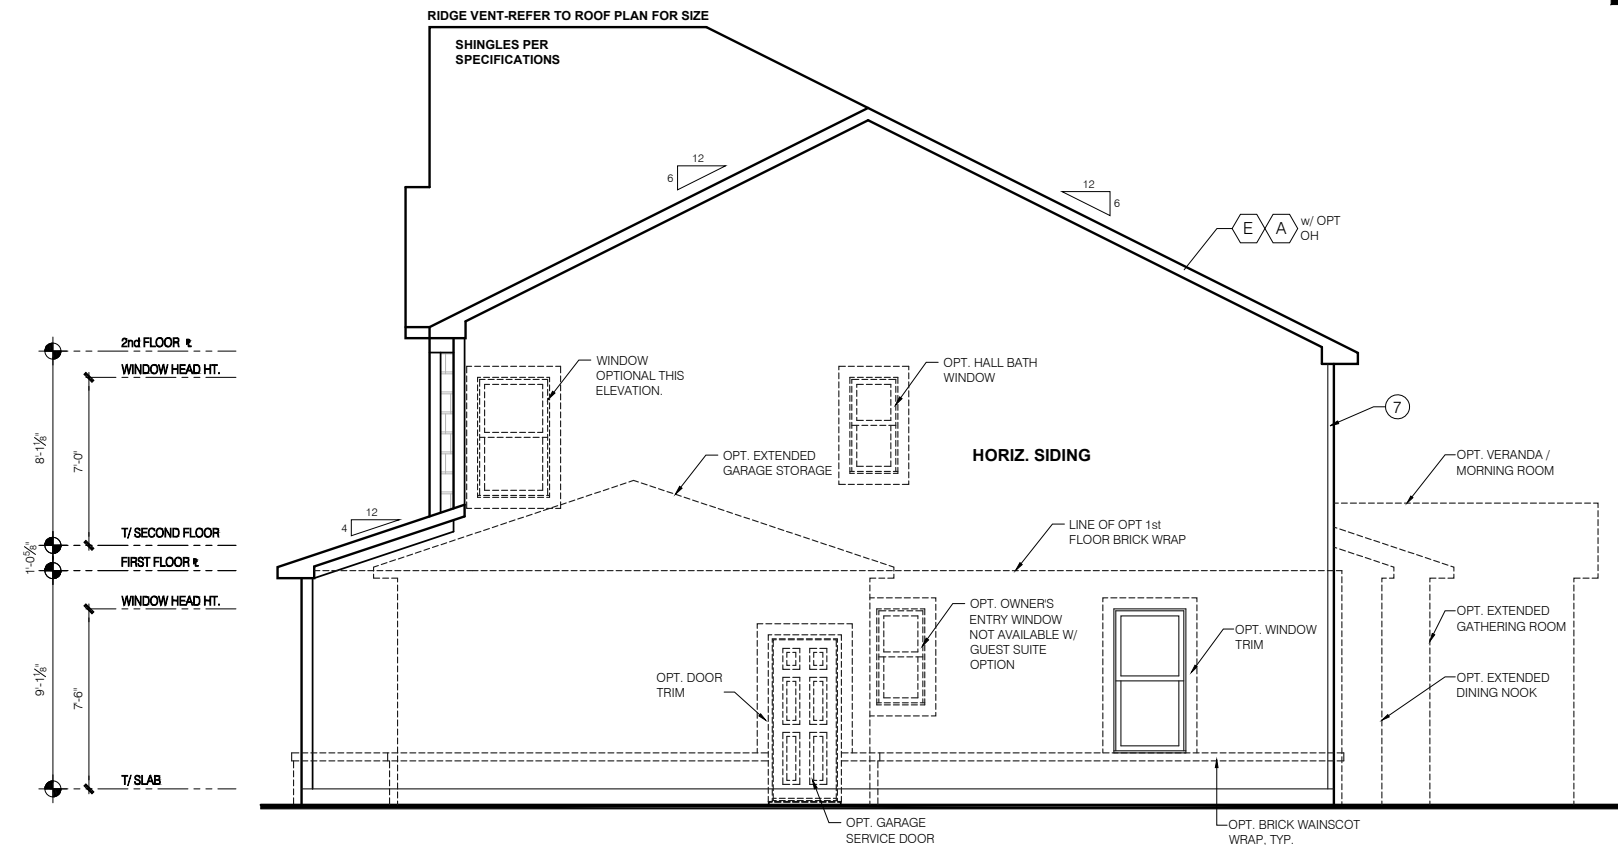 RIDGE VENT-REFER TO ROOF PLAN FOR SIZE
SHINGLES PER
SPECIFICATIONS
12
6
12
6
E
A
w/ OPT
OH
2nd FLOOR ℄
WINDOW HEAD HT.
8'-1⅛"
7'-0"
T/ SECOND FLOOR
1'-0⅝"
FIRST FLOOR ℄
WINDOW HEAD HT.
9'-1⅛"
7'-6"
T/ SLAB
12
4
WINDOW
OPTIONAL THIS
ELEVATION.
OPT. HALL BATH
WINDOW
7
HORIZ. SIDING
OPT. EXTENDED
GARAGE STORAGE
OPT. VERANDA /
MORNING ROOM
LINE OF OPT 1st
FLOOR BRICK WRAP
OPT. OWNER'S
ENTRY WINDOW
NOT AVAILABLE W/
GUEST SUITE
OPTION
OPT. WINDOW
TRIM
OPT. EXTENDED
GATHERING ROOM
OPT. DOOR
TRIM
OPT. EXTENDED
DINING NOOK
OPT. GARAGE
SERVICE DOOR
OPT. BRICK WAINSCOT
WRAP, TYP.